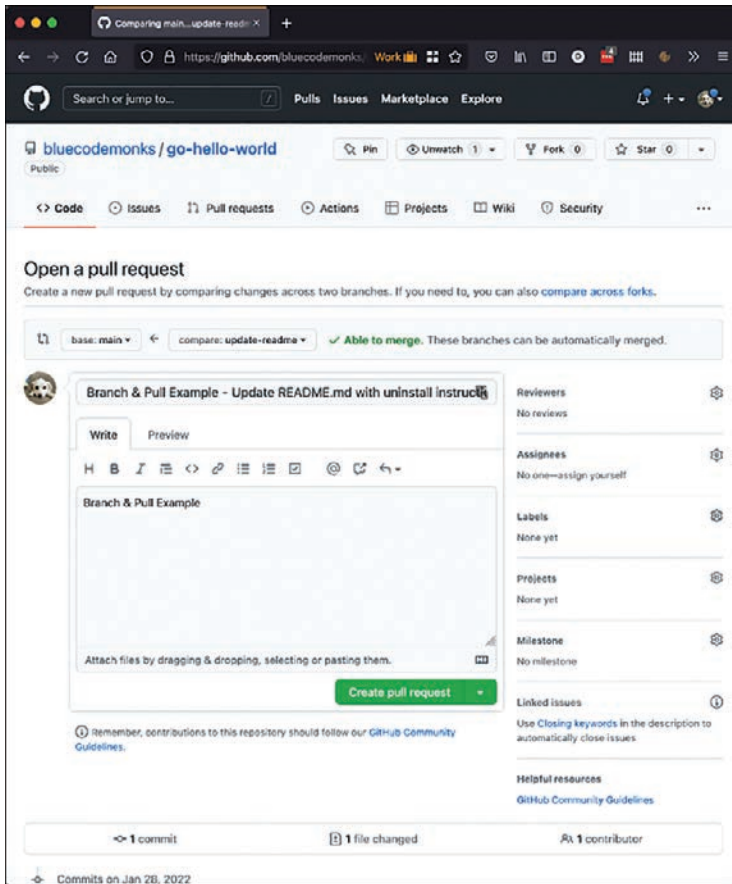 Comparing main...update-readm
https://github.com/bluecodemonks/ Work
Search or jump to... / Pulls Issues Marketplace Explore
bluecodemonks / go-hello-world Pin Unwatch 1 Fork 0 Star 0
Public
<> Code Issues Pull requests Actions Projects Wiki Security ...
Open a pull request
Create a new pull request by comparing changes across two branches. If you need to, you can also compare across forks.
base: main compare: update-readme Able to merge. These branches can be automatically merged.
Branch & Pull Example - Update README.md with uninstall instructi
Write Preview
H B I
Branch & Pull Example
Attach files by dragging & dropping, selecting or pasting them.
Create pull request
Remember, contributions to this repository should follow our GitHub Community
Guidelines.
Reviewers
No reviews
Assignees
No one—assign yourself
Labels
None yet
Projects
None yet
Milestone
No milestone
Linked issues
Use Closing keywords in the description to
automatically close issues
Helpful resources
GitHub Community Guidelines
1 commit 1 file changed 1 contributor
Commits on Jan 28, 2022